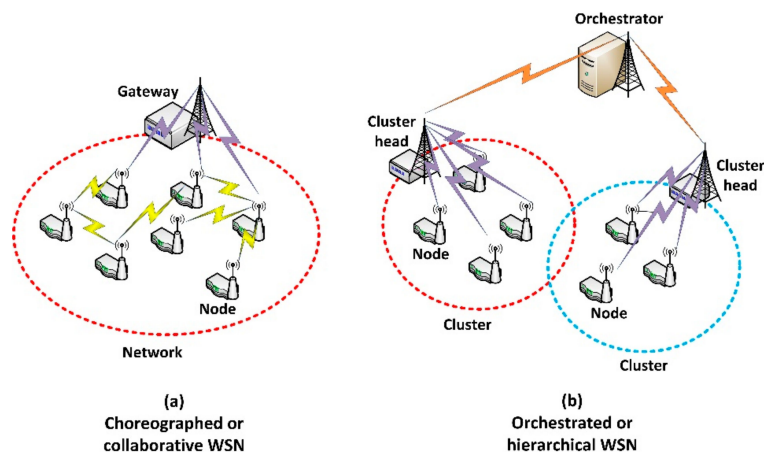 Gateway
Node
Network
(a)
Choreographed or
collaborative WSN
Orchestrator
Cluster
head
Node
Cluster
Cluster
head
Node
Cluster
(b)
Orchestrated or
hierarchical WSN